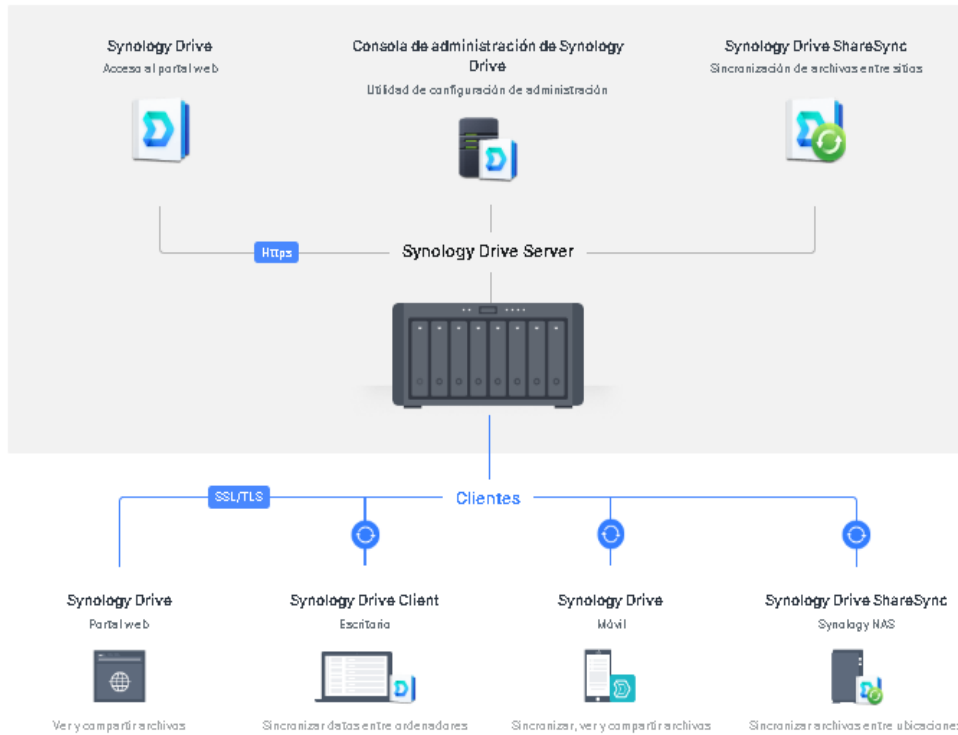 Synology Drive
Acceso al portal web
Consola de administración de Synology
Drive
Utilidad de configuración de administración
Synology Drive ShareSync
Sincronización de archivos entre sitios
Https
Synology Drive Server
SSL/TLS
Clientes
Synology Drive
Portal web
Ver y compartir archivos
Synology Drive Client
Escritorio
Sincronizar datos entre ordenadores
Synology Drive
Móvil
Sincronizar, ver y compartir archivos
Synology Drive ShareSync
Synology NAS
Sincronizar archivos entre ubicaciones